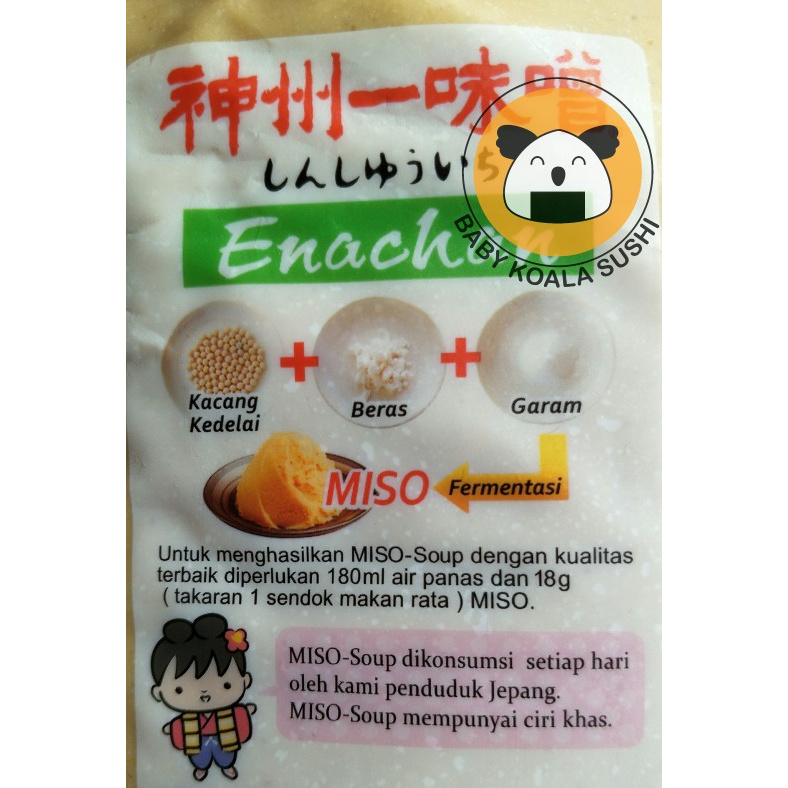 神州一味噌
しんしゅういち
Enachan
BABY KOALA SUSHI
Kacang
Kedelai
Beras
Garam
MISO
Fermentasi
Untuk menghasilkan MISO-Soup dengan kualitas
terbaik diperlukan 180ml air panas dan 18g
( takaran 1 sendok makan rata ) MISO.
MISO-Soup dikonsumsi setiap hari
oleh kami penduduk Jepang.
MISO-Soup mempunyai ciri khas.